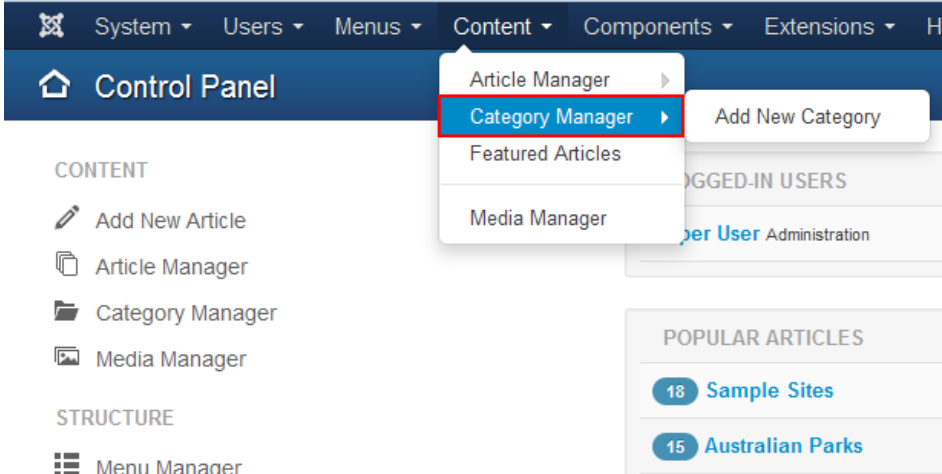 System Users Menus Content Components Extensions H
Control Panel
Article Manager
Category Manager
Add New Category
Featured Articles
Media Manager
CONTENT
Add New Article
Article Manager
Category Manager
Media Manager
STRUCTURE
Menu Manager
OGGED-IN USERS
per User Administration
POPULAR ARTICLES
18 Sample Sites
15 Australian Parks